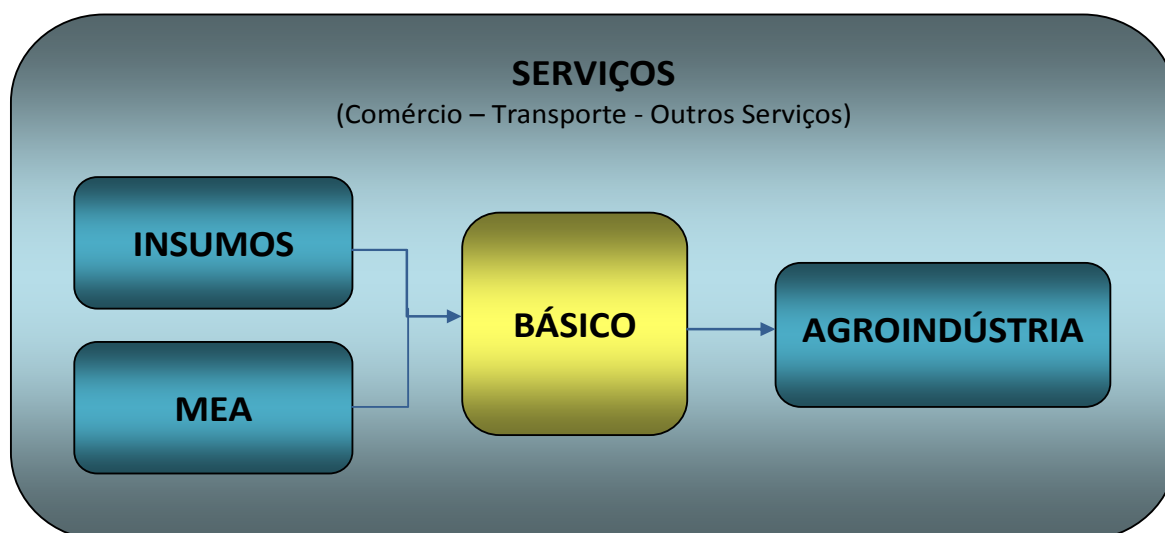 SERVIÇOS
(Comércio – Transporte - Outros Serviços)
INSUMOS
BÁSICO
AGROINDÚSTRIA
MEA